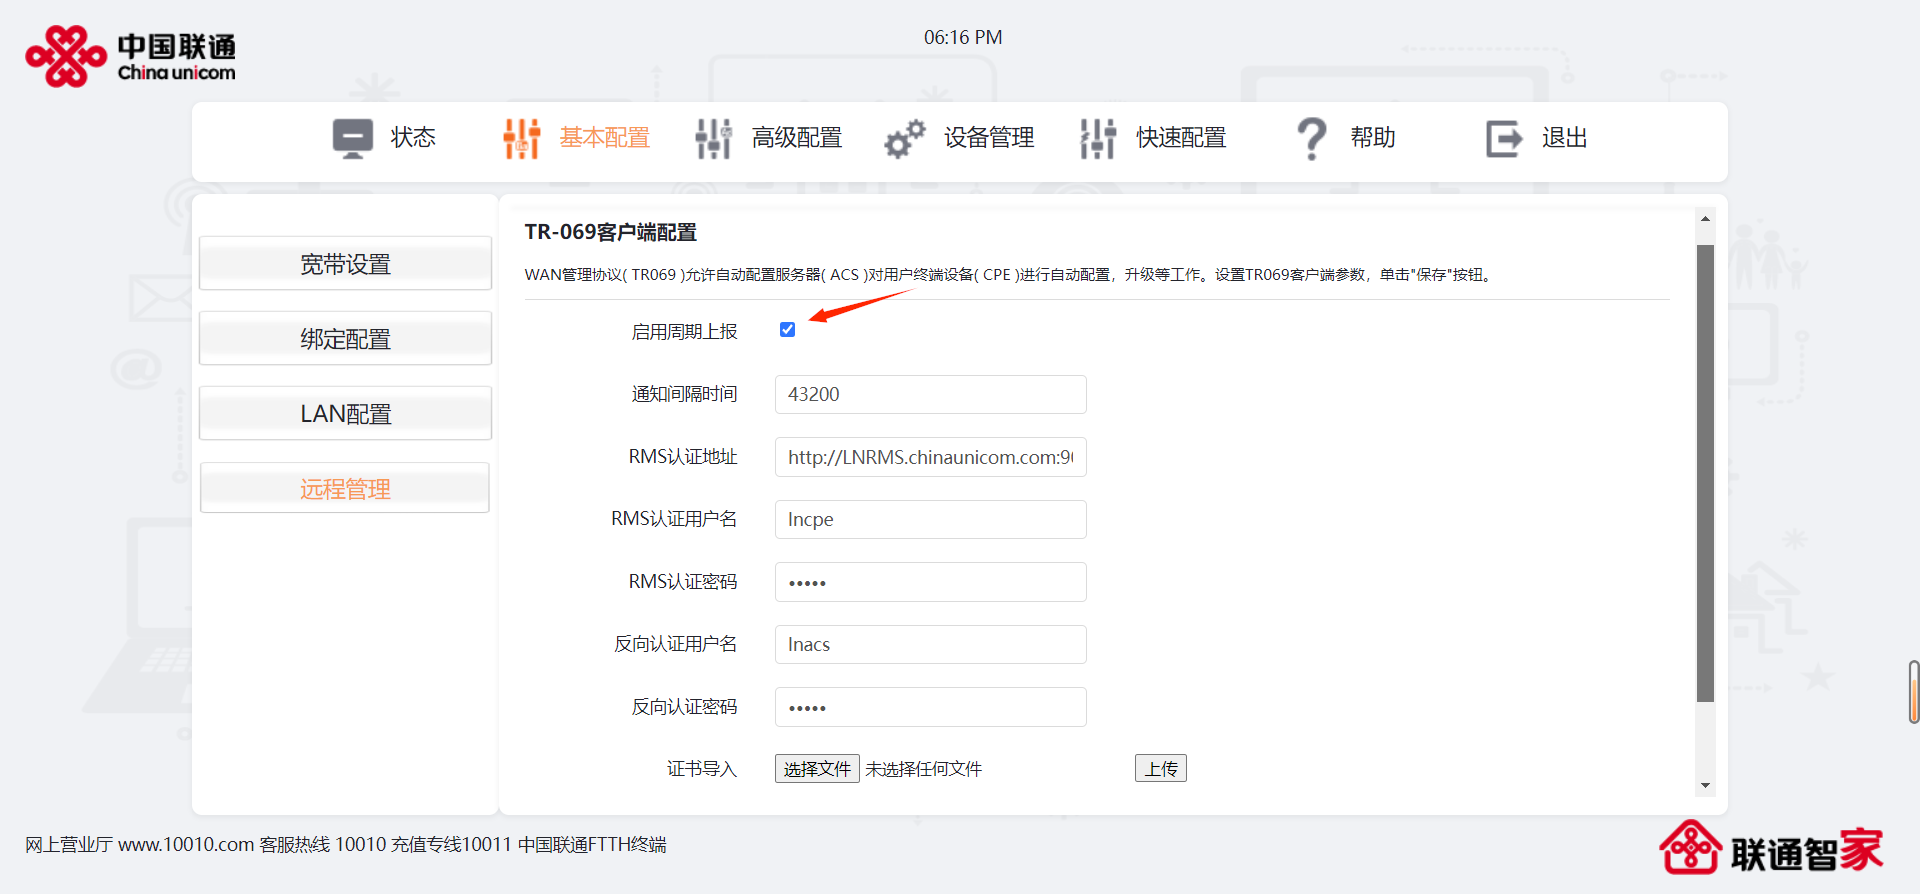 中国联通
China unicom
06:16 PM
状态
基本配置
高级配置
设备管理
快速配置
帮助
退出
宽带设置
绑定配置
LAN配置
远程管理
TR-069客户端配置
WAN管理协议( TR069 )允许自动配置服务器( ACS )对用户终端设备( CPE )进行自动配置，升级等工作。设置TR069客户端参数，单击"保存"按钮。
启用周期上报
通知间隔时间 43200
RMS认证地址 http://LNRMS.chinaunicom.com:90
RMS认证用户名 lncpe
RMS认证密码 •••••
反向认证用户名 lnacs
反向认证密码 •••••
证书导入 选择文件 未选择任何文件 上传
网上营业厅 www.10010.com 客服热线 10010 充值专线10011 中国联通FTTH终端
联通智家